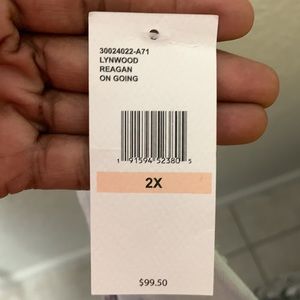 30024022-A71
LYNWOOD
REAGAN
ON GOING
1 91594 52380 5
2X
$99.50